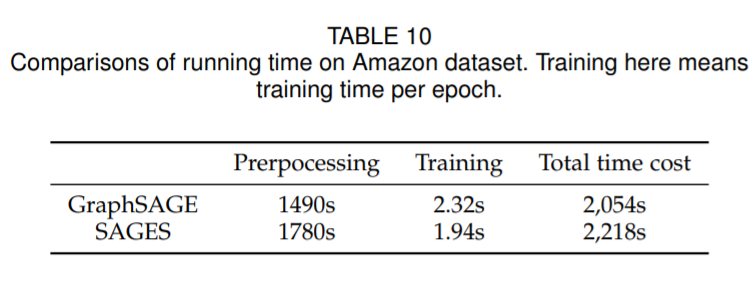 TABLE 10
Comparisons of running time on Amazon dataset. Training here means
training time per epoch.
Prerpocessing Training Total time cost
GraphSAGE 1490s 2.32s 2,054s
SAGES 1780s 1.94s 2,218s